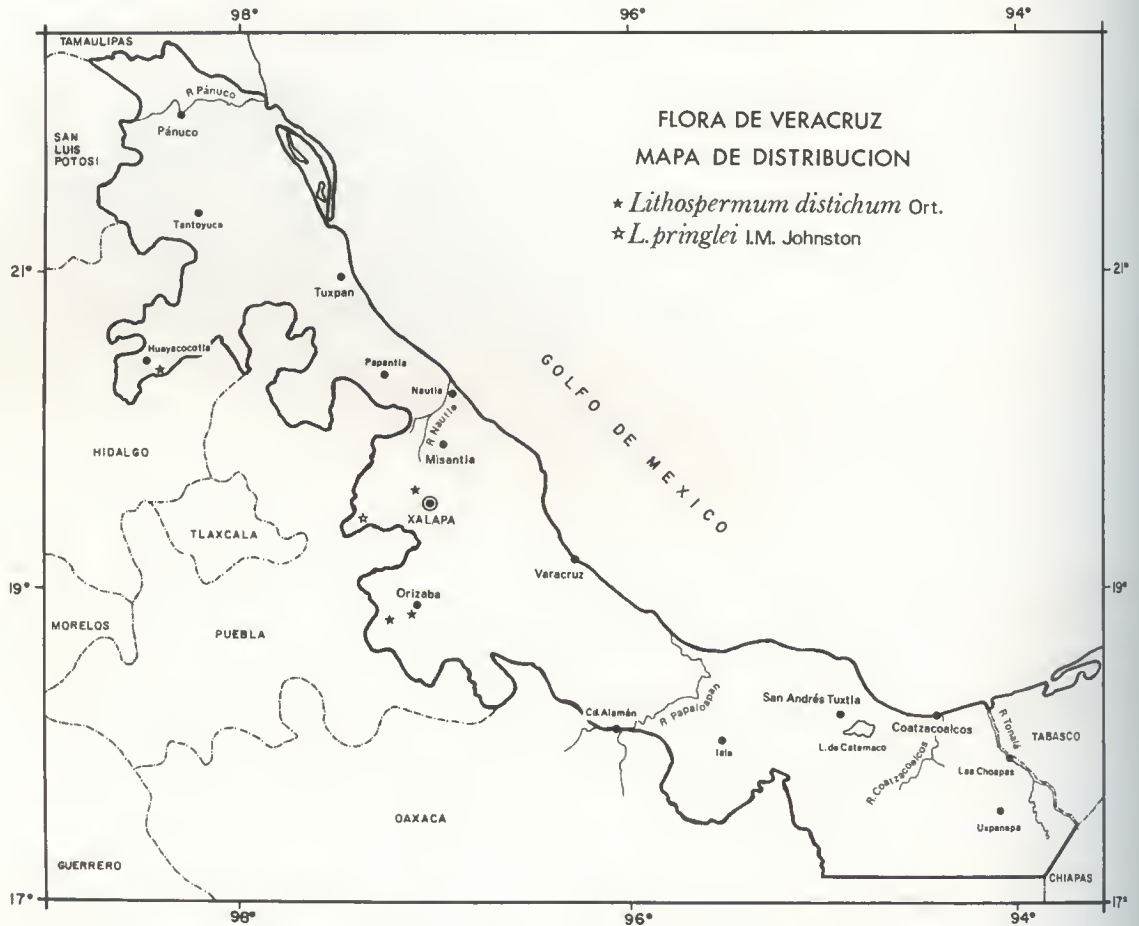 98° 96° 94°
TAMAULIPAS
R. Pánuco
Pánuco
SAN
LUIS
POTOSI
FLORA DE VERACRUZ
MAPA DE DISTRIBUCION
★ Lithospermum distichum Ort.
☆ L. pringlei I.M. Johnston
Tantoyuca
21° 21°
Tuxpan
Huayacocotla
Papantla
Nautla
R. Nautla
GOLFO DE MEXICO
HIDALGO
Misantla
XALAPA
TLAXCALA
Varacruz
19° 19°
Orizaba
MORELOS
PUEBLA
San Andrés Tuxtla
Cd. Alemán
R. Papaloapan
Coatzacoalcos
R. Tonalá
TABASCO
Isla
L. de Catemaco
R. Coatzacoalcos
Las Choapas
OAXACA
Uxpanapa
GUERRERO
CHIAPAS
17° 17°
98° 96° 94°